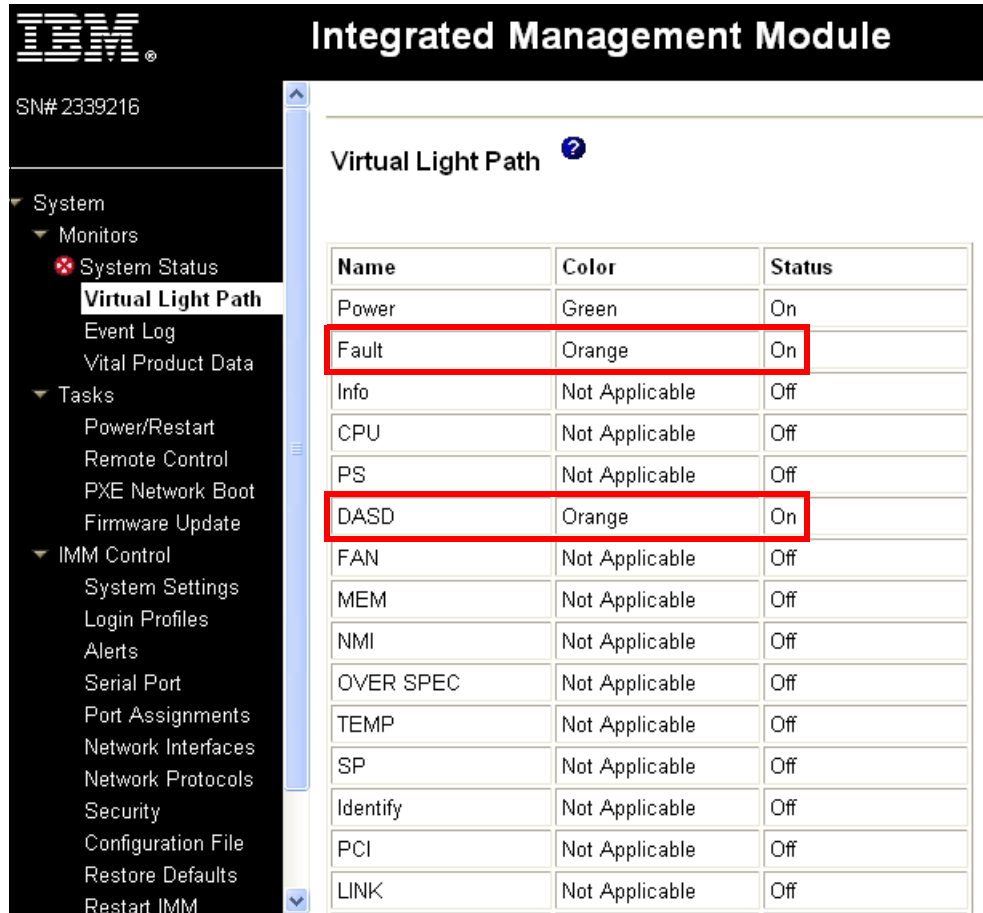 IBM®
Integrated Management Module
SN# 2339216
System
Monitors
System Status
Virtual Light Path
Event Log
Vital Product Data
Tasks
Power/Restart
Remote Control
PXE Network Boot
Firmware Update
IMM Control
System Settings
Login Profiles
Alerts
Serial Port
Port Assignments
Network Interfaces
Network Protocols
Security
Configuration File
Restore Defaults
Restart IMM
Virtual Light Path ?
Name Color Status
Power Green On
Fault Orange On
Info Not Applicable Off
CPU Not Applicable Off
PS Not Applicable Off
DASD Orange On
FAN Not Applicable Off
MEM Not Applicable Off
NMI Not Applicable Off
OVER SPEC Not Applicable Off
TEMP Not Applicable Off
SP Not Applicable Off
Identify Not Applicable Off
PCI Not Applicable Off
LINK Not Applicable Off